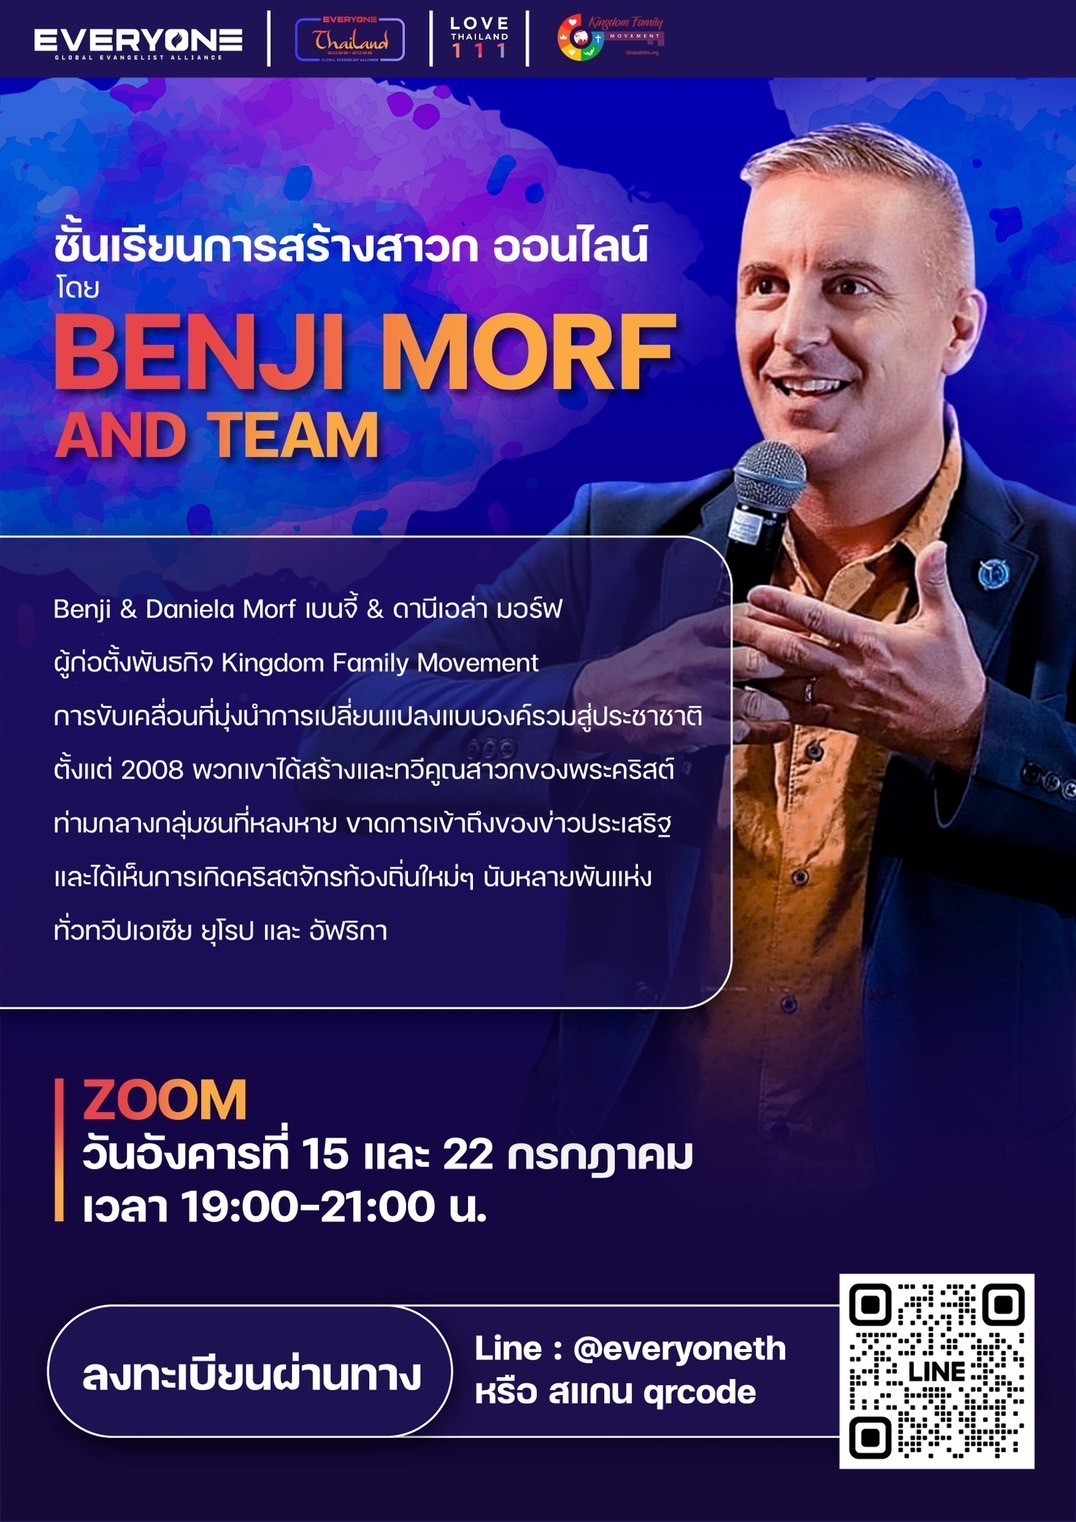 EVERYONE
GLOBAL EVANGELIST ALLIANCE
EVERYONE
Thailand
GLOBAL EVANGELIST ALLIANCE
LOVE
THAILAND
111
Kingdom Family
MOVEMENT
ชั้นเรียนการสร้างสาวก ออนไลน์
โดย
BENJI MORF
AND TEAM
Benji & Daniela Morf เบนจี้ & ดานีเอล่า มอร์ฟ
ผู้ก่อตั้งพันธกิจ Kingdom Family Movement
การขับเคลื่อนที่มุ่งนำการเปลี่ยนแปลงแบบองค์รวมสู่ประชาชาติ
ตั้งแต่ 2008 พวกเขาได้สร้างและทวีคูณสาวกของพระคริสต์
ท่ามกลางกลุ่มชนที่หลงหาย ขาดการเข้าถึงของข่าวประเสริฐ
และได้เห็นการเกิดคริสตจักรท้องถิ่นใหม่ๆ นับหลายพันแห่ง
ทั่วทวีปเอเซีย ยุโรป และ อัฟริกา
ZOOM
วันอังคารที่ 15 และ 22 กรกฎาคม
เวลา 19:00-21:00 น.
ลงทะเบียนผ่านทาง
Line : @everyoneth
หรือ สแกน qrcode
LINE